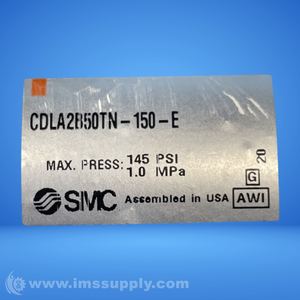 CDLA2B50TN-150-E
MAX. PRESS: 145 PSI
1.0 MPa
G 20
SMC Assembled in USA AWI
© www.imssupply.com